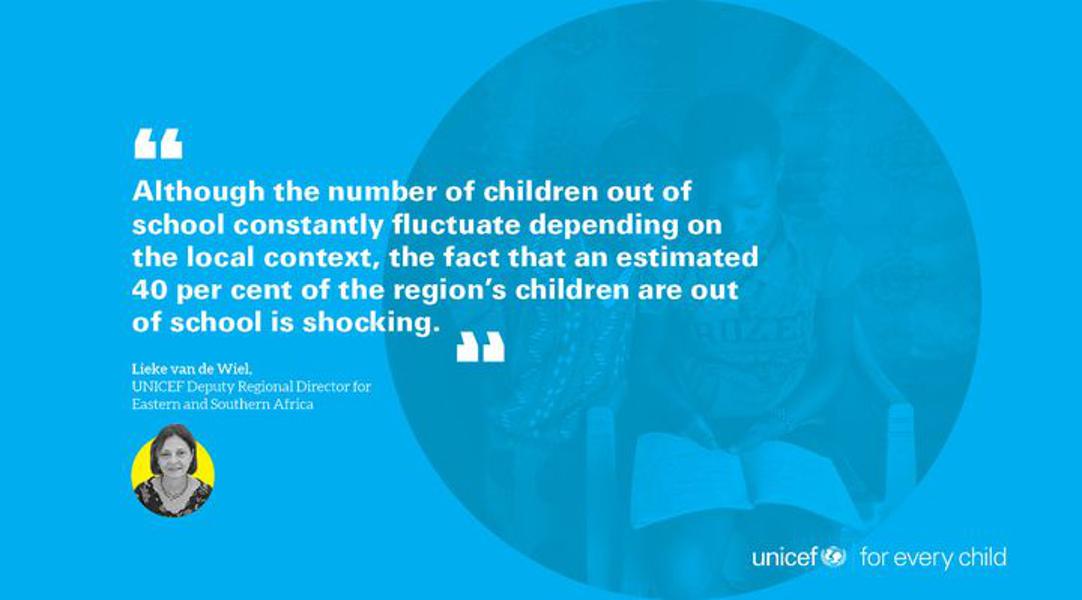 “
Although the number of children out of
school constantly fluctuate depending on
the local context, the fact that an estimated
40 per cent of the region’s children are out
of school is shocking.
”
Lieke van de Wiel,
UNICEF Deputy Regional Director for
Eastern and Southern Africa
unicef for every child